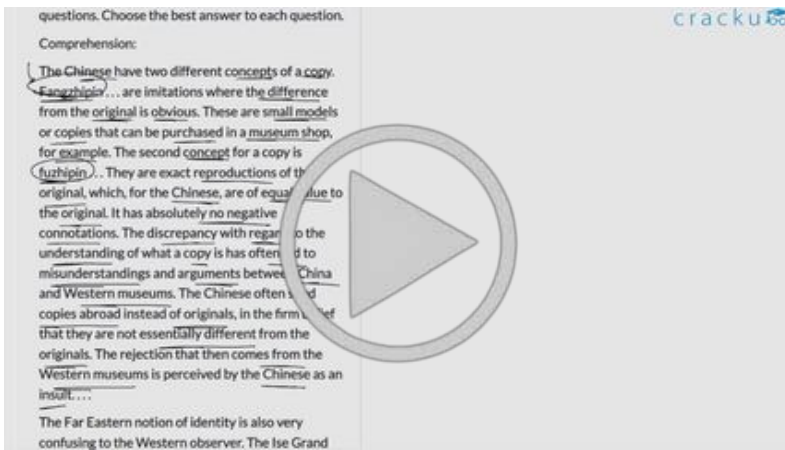 questions. Choose the best answer to each question.
cracku
Comprehension:
The Chinese have two different concepts of a copy.
Fangzhipin . . . are imitations where the difference
from the original is obvious. These are small models
or copies that can be purchased in a museum shop,
for example. The second concept for a copy is
fuzhipin . . They are exact reproductions of
original, which, for the Chinese, are of equal to
the original. It has absolutely no negative
connotations. The discrepancy with the
understanding of what a copy is has often to
misunderstandings and arguments China
and Western museums. The Chinese often
copies abroad instead of originals, in the firm
that they are not essentially different from the
originals. The rejection that then comes from the
Western museums is perceived by the Chinese as an
insult. . . .
The Far Eastern notion of identity is also very
confusing to the Western observer. The Ise Grand